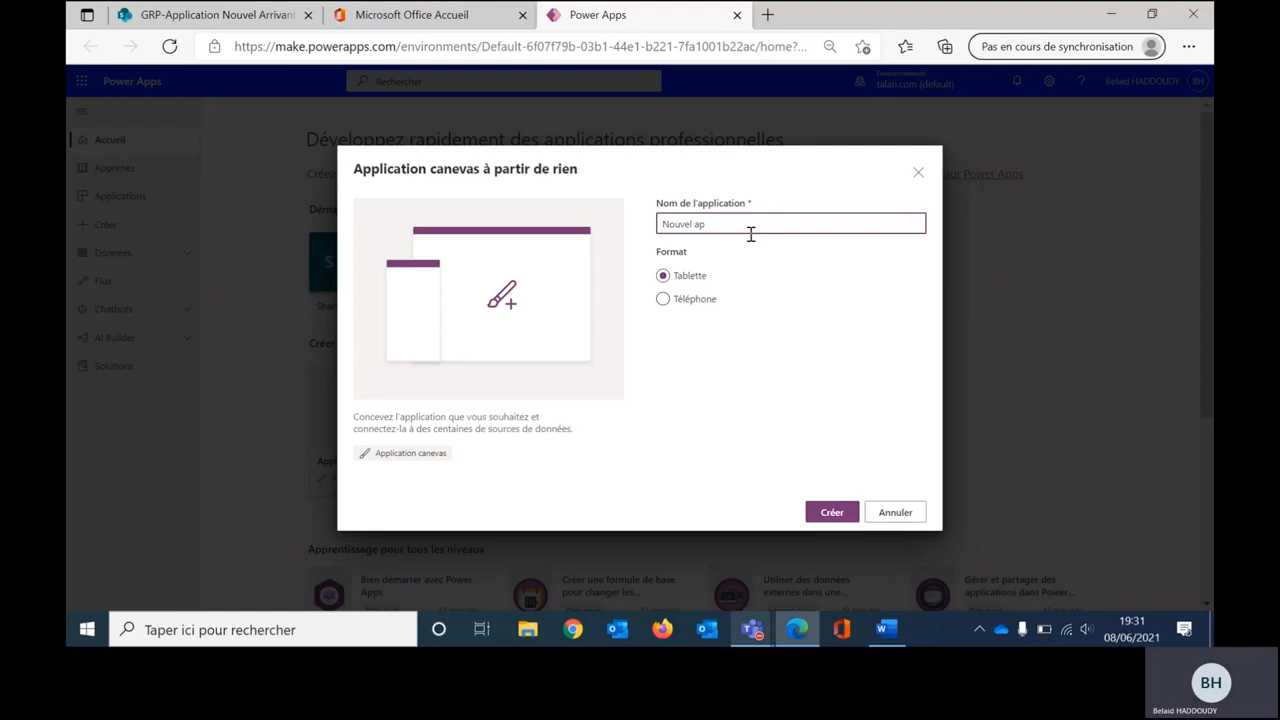 GRP-Application Nouvel Arrivant
Microsoft Office Accueil
Power Apps
https://make.powerapps.com/environments/Default-6f07f79b-03b1-44e1-b221-7fa1001b22ac/home?...
Pas en cours de synchronisation
Power Apps
Rechercher
Environnement
talan.com (default)
Belaid HADDOUDY
BH
Accueil
Apprenez
Applications
Créer
Données
Flux
Chatbots
AI Builder
Solutions
Développez rapidement des applications professionnelles
sur Power Apps
Application canevas à partir de rien
Nom de l'application *
Nouvel ap
Format
Tablette
Téléphone
Concevez l'application que vous souhaitez et
connectez-la à des centaines de sources de données.
Application canevas
Créer
Annuler
Apprentissage pour tous les niveaux
Bien démarrer avec Power
Apps
Créer une formule de base
pour changer les...
Utiliser des données
externes dans une...
Gérer et partager des
applications dans Power...
Taper ici pour rechercher
19:31
08/06/2021
BH
Belaid HADDOUDY